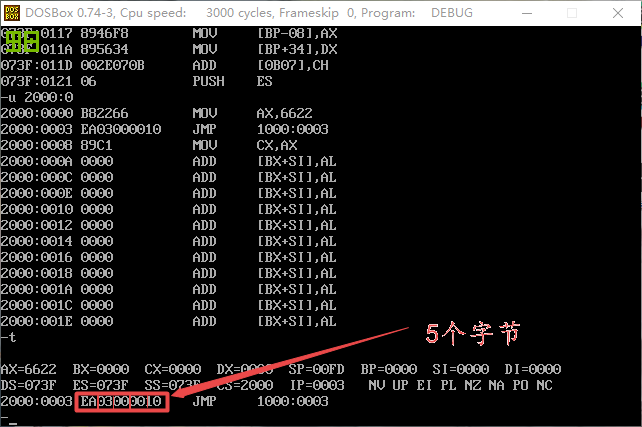 DOSBox 0.74-3, Cpu speed: 3000 cycles, Frameskip 0, Program: DEBUG
073F:0117 8946F8 MOV [BP-08],AX
073F:011A 895634 MOV [BP+34],DX
073F:011D 002E070B ADD [0B07],CH
073F:0121 06 PUSH ES
-u 2000:0
2000:0000 B82266 MOV AX,6622
2000:0003 EA03000010 JMP 1000:0003
2000:0008 89C1 MOV CX,AX
2000:000A 0000 ADD [BX+SI],AL
2000:000C 0000 ADD [BX+SI],AL
2000:000E 0000 ADD [BX+SI],AL
2000:0010 0000 ADD [BX+SI],AL
2000:0012 0000 ADD [BX+SI],AL
2000:0014 0000 ADD [BX+SI],AL
2000:0016 0000 ADD [BX+SI],AL
2000:0018 0000 ADD [BX+SI],AL
2000:001A 0000 ADD [BX+SI],AL
2000:001C 0000 ADD [BX+SI],AL
2000:001E 0000 ADD [BX+SI],AL
-t
5个字节
AX=6622 BX=0000 CX=0000 DX=0000 SP=00FD BP=0000 SI=0000 DI=0000
DS=073F ES=073F SS=073F CS=2000 IP=0003 NV UP EI PL NZ NA PO NC
2000:0003 EA03000010 JMP 1000:0003
-